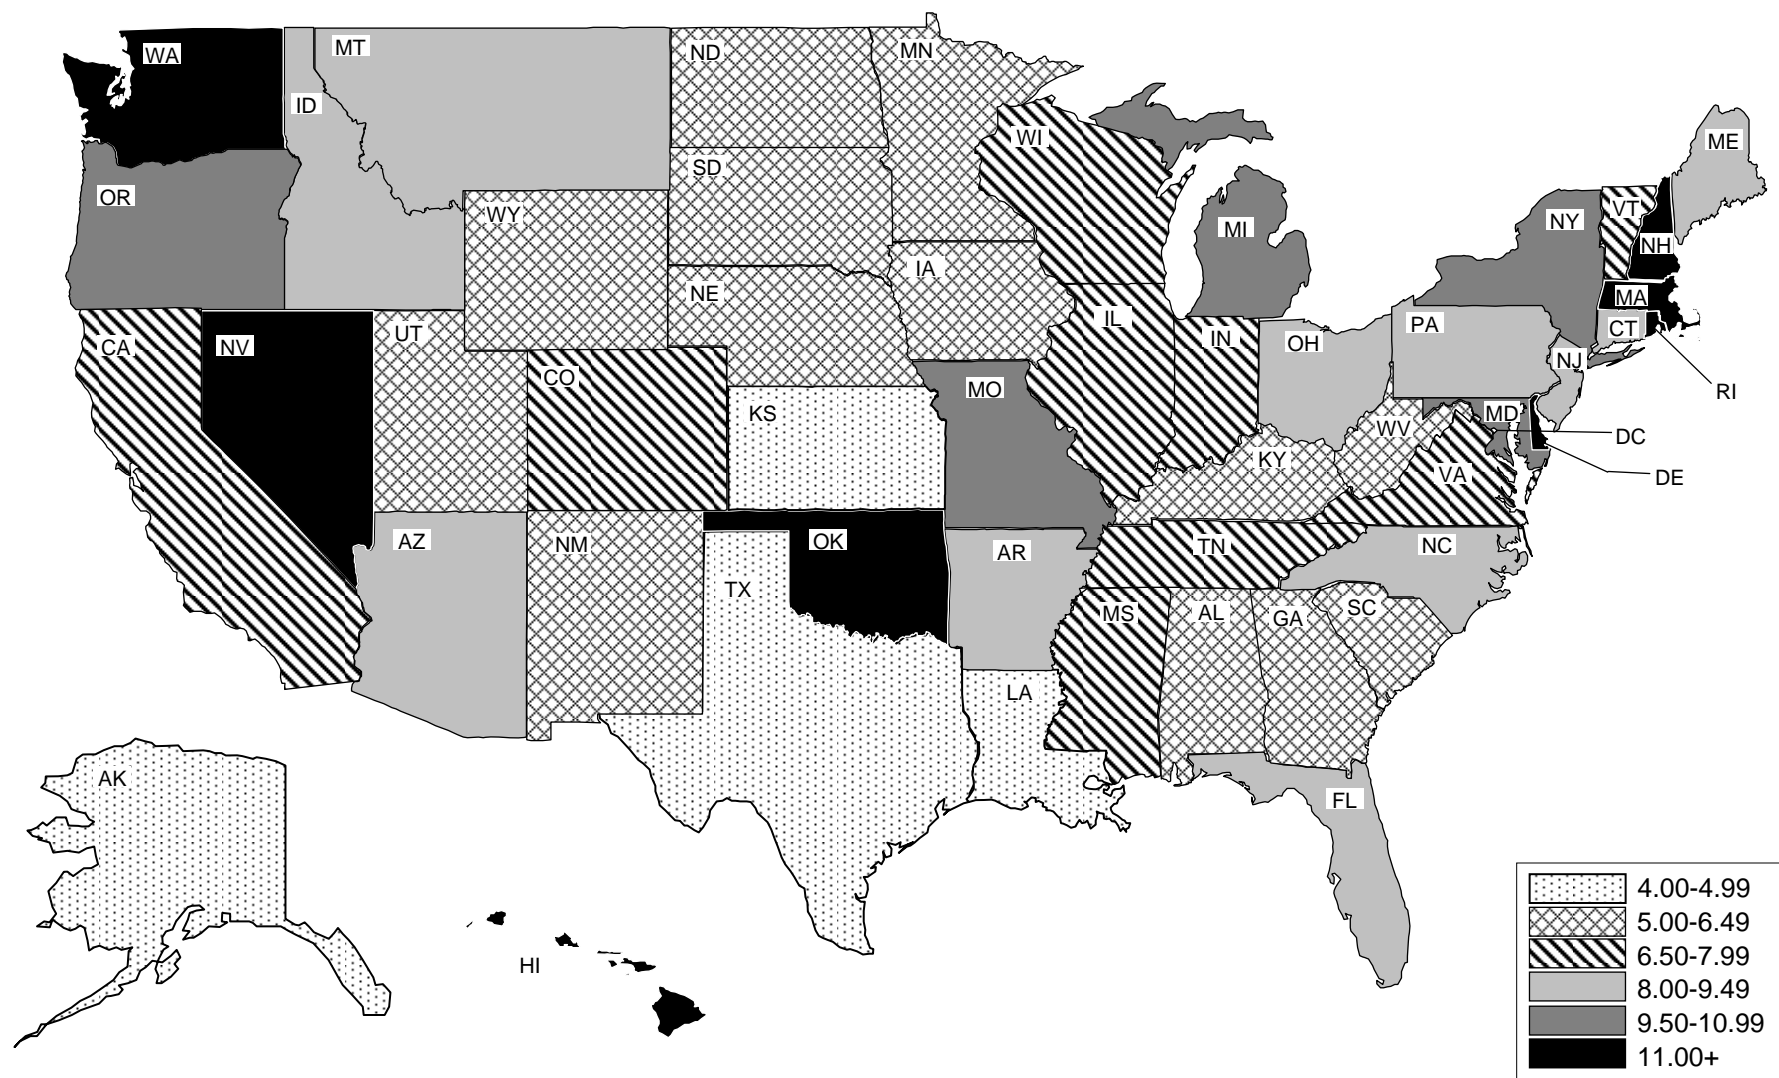 WA
MT
ND
MN
ID
WI
ME
SD
OR
WY
VT
NY
MI
NH
IA
NE
MA
IL
PA
CT
UT
IN
CA
NV
OH
NJ
CO
MO
RI
KS
MD
WV
DC
KY
VA
DE
AZ
OK
NM
AR
TN
NC
TX
MS
AL
GA
SC
LA
AK
FL
HI
4.00-4.99
5.00-6.49
6.50-7.99
8.00-9.49
9.50-10.99
11.00+